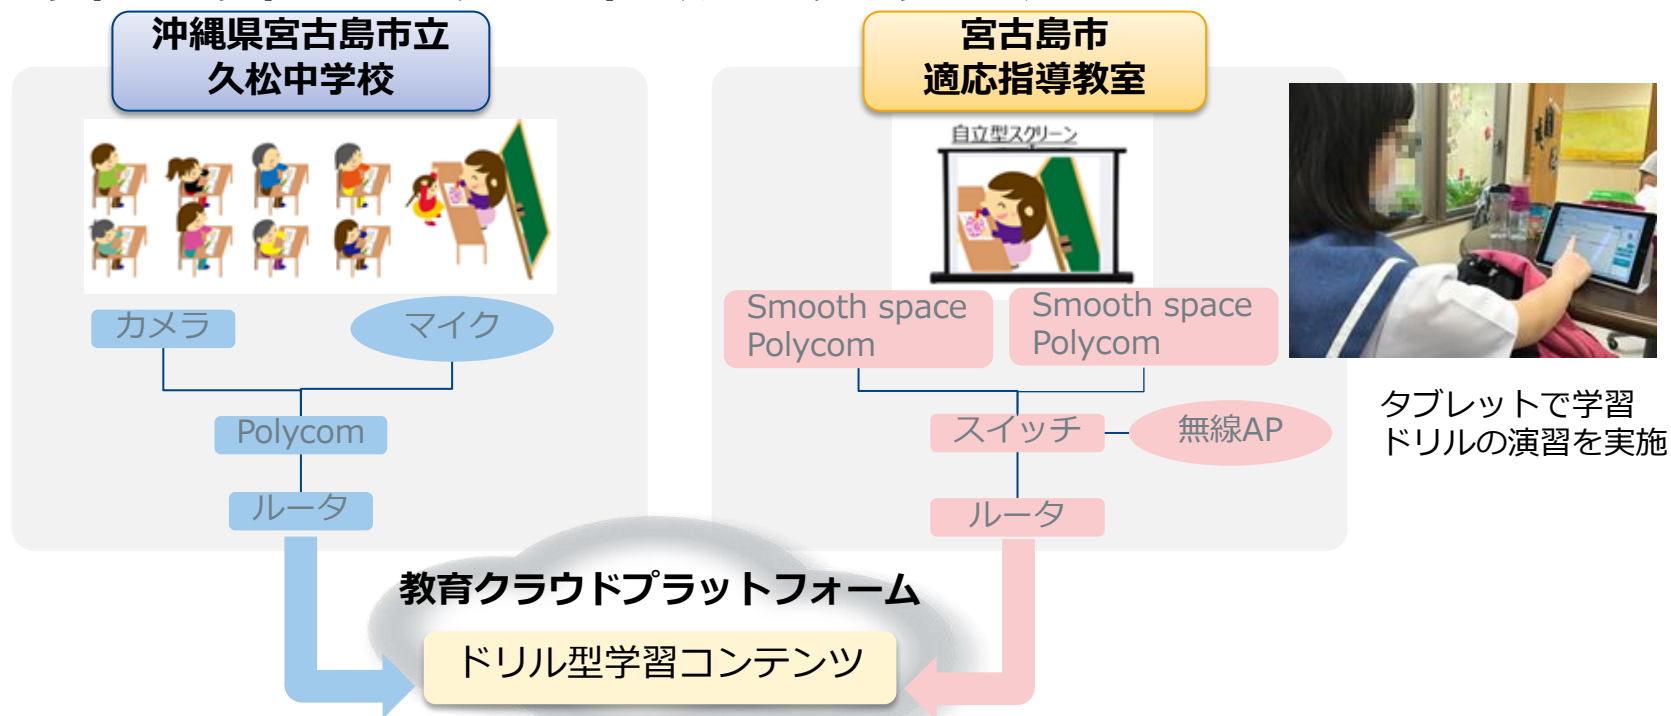 沖縄県宮古島市立
久松中学校
カメラ
マイク
Polycom
ルータ
宮古島市
適応指導教室
自立型スクリーン
Smooth space
Polycom
Smooth space
Polycom
スイッチ
無線AP
ルータ
タブレットで学習
ドリルの演習を実施
教育クラウドプラットフォーム
ドリル型学習コンテンツ